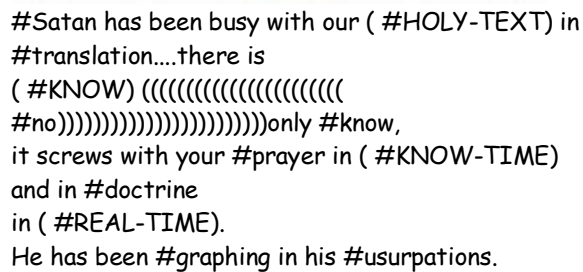 #Satan has been busy with our ( #HOLY-TEXT) in
#translation....there is
( #KNOW) (((((((((((((((((((((((
#no))))))))))))))))))))))))only #know,
it screws with your #prayer in ( #KNOW-TIME)
and in #doctrine
in ( #REAL-TIME).
He has been #graphing in his #usurpations.